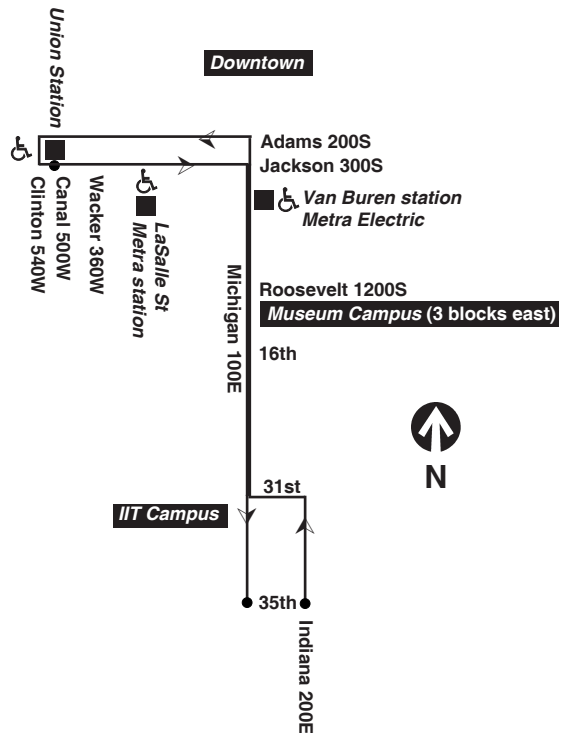 Union Station
Downtown
Adams 200S
Jackson 300S
Van Buren station
Metra Electric
Clinton 540W
Canal 500W
Wacker 360W
LaSalle St
Metra station
Michigan 100E
Roosevelt 1200S
Museum Campus (3 blocks east)
16th
N
31st
IIT Campus
35th
Indiana 200E